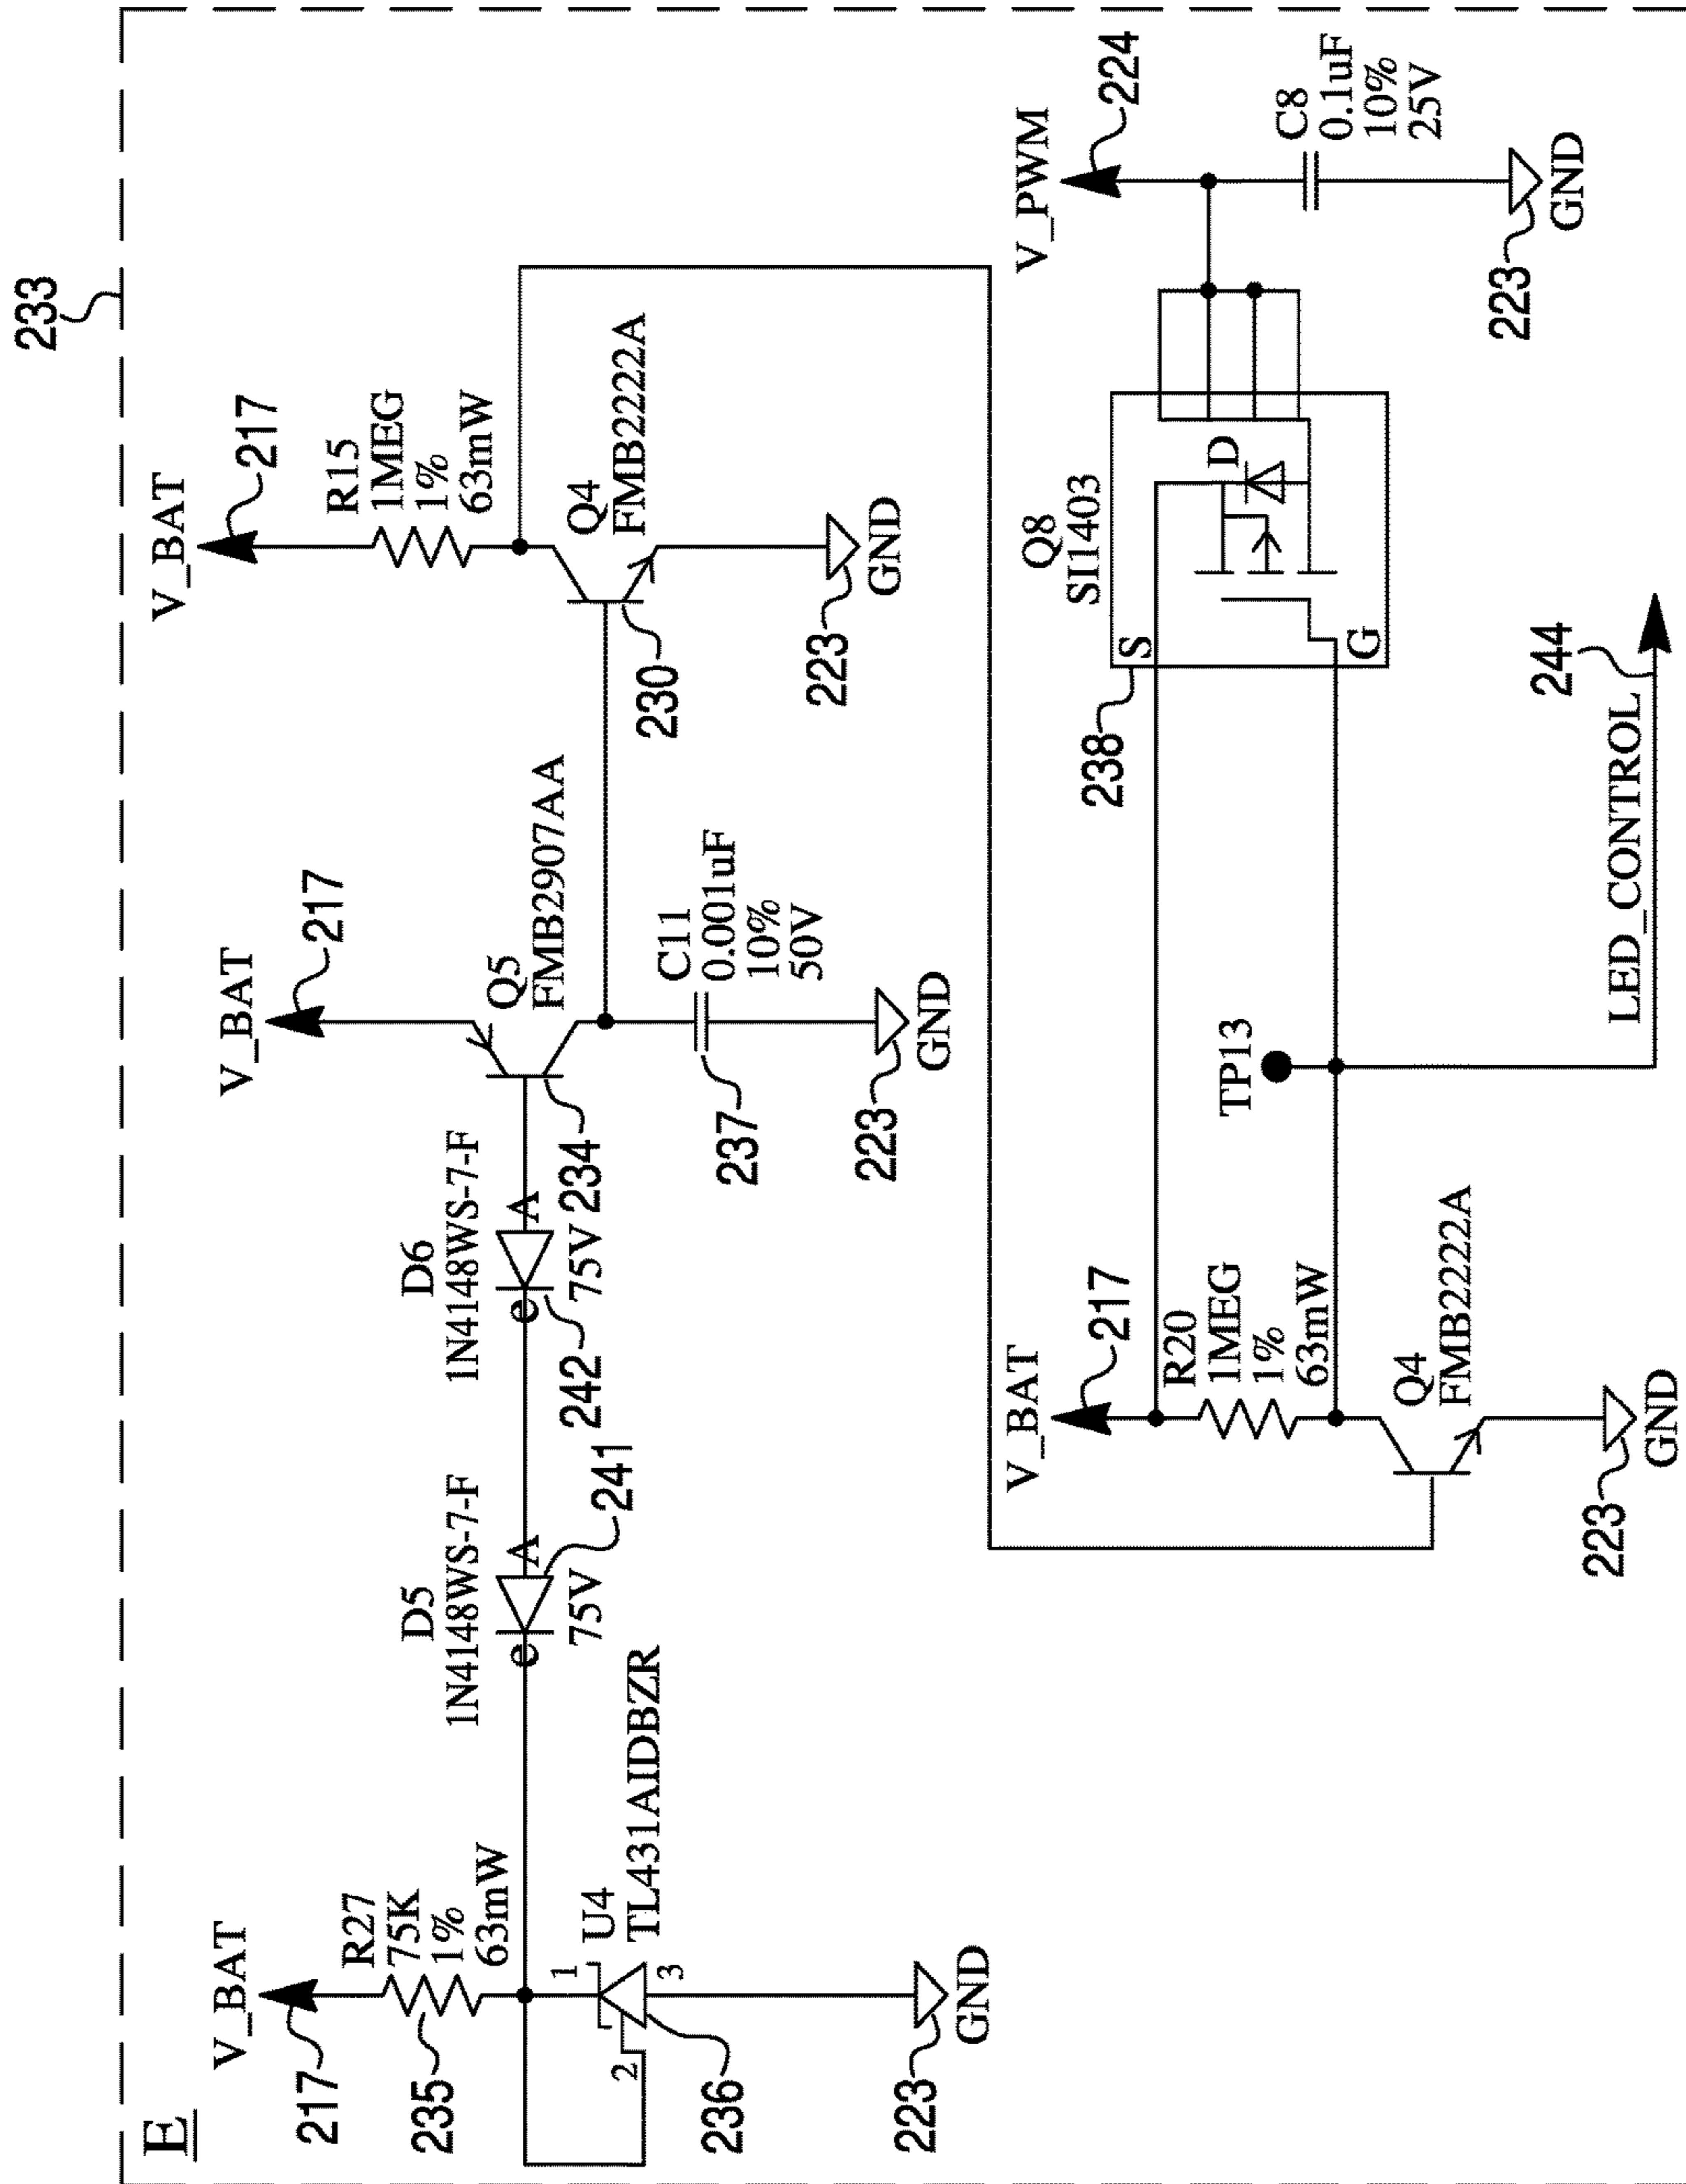 E
233
V_BAT
217
R27
75K
1%
63mW
235
U4
TL431AIDBZR
1
2
3
236
223
GND
D5
1N4148WS-7-F
e
A
75V
241
D6
1N4148WS-7-F
e
A
75V
242
V_BAT
217
Q5
FMB2907AA
234
C11
0.001uF
10%
50V
237
223
GND
V_BAT
217
R15
1MEG
1%
63mW
Q4
FMB2222A
230
223
GND
V_BAT
217
R20
1MEG
1%
63mW
Q4
FMB2222A
223
GND
TP13
LED_CONTROL
244
238
Q8
SI1403
S
D
G
V_PWM
224
C8
0.1uF
10%
25V
223
GND